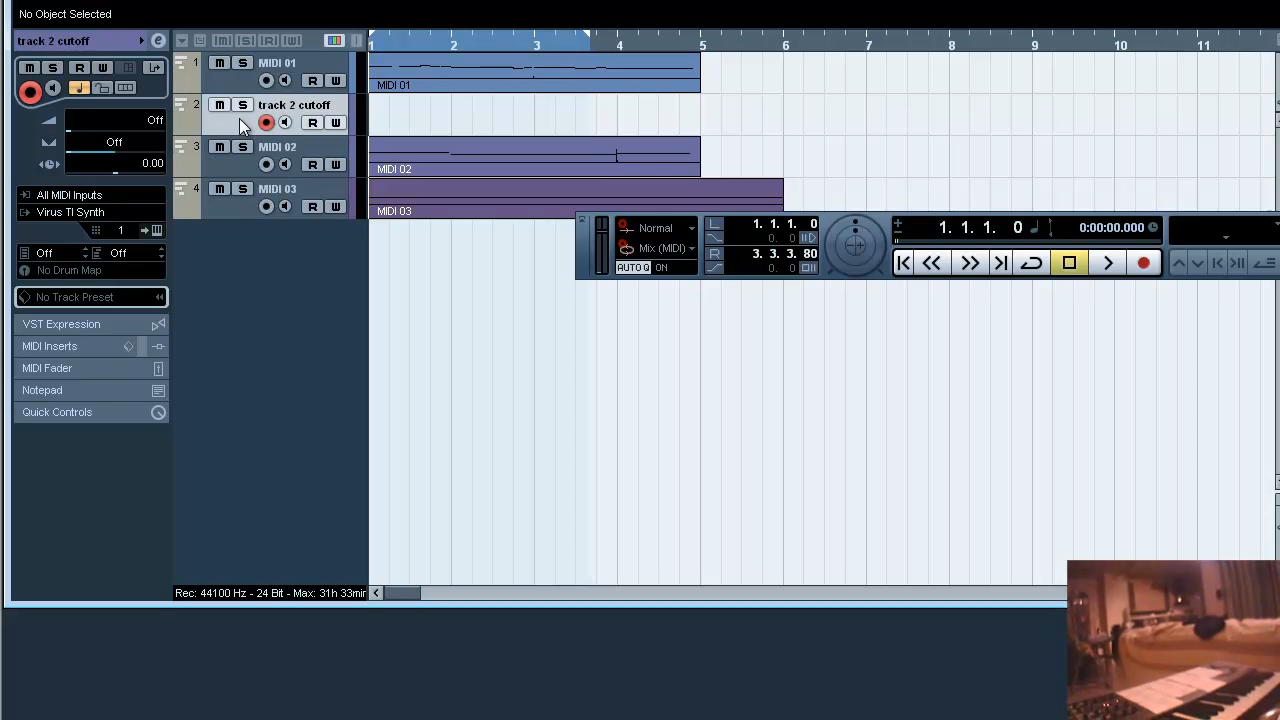 No Object Selected
track 2 cutoff
M S R W
Off
Off
0.00
All MIDI Inputs
Virus TI Synth
1
Off Off
No Drum Map
No Track Preset
VST Expression
MIDI Inserts
MIDI Fader
Notepad
Quick Controls
M S R W
1 2 3 4 5 6 7 8 9 10 11
1 M S MIDI 01
R W
MIDI 01
2 M S track 2 cutoff
R W
3 M S MIDI 02
R W
MIDI 02
4 M S MIDI 03
R W
MIDI 03
Normal
Mix (MIDI)
AUTO Q ON
L 1. 1. 1. 0
0. 0
R 3. 3. 3. 80
0. 0
1. 1. 1. 0
0:00:00.000
Rec: 44100 Hz - 24 Bit - Max: 31h 33min